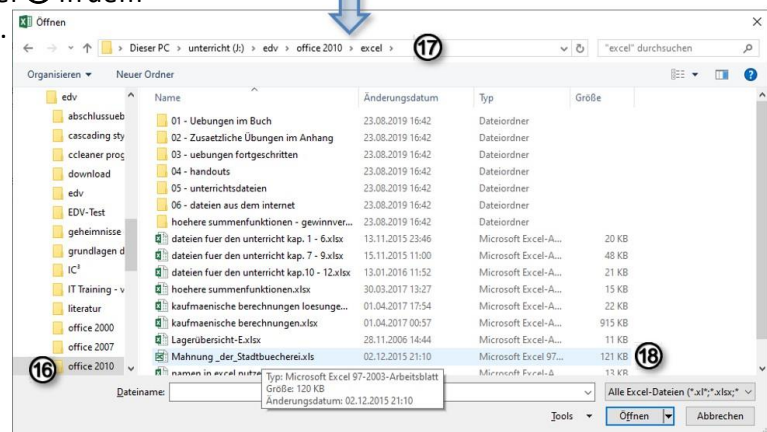 Öffnen
Dieser PC > unterricht (J:) > edv > office 2010 > excel > ⑰ "excel" durchsuchen
Organisieren Neuer Ordner
edv Name Änderungsdatum Typ Größe
abschlussueb 01 - Uebungen im Buch 23.08.2019 16:42 Dateiordner
cascading sty 02 - Zusaetzliche Übungen im Anhang 23.08.2019 16:42 Dateiordner
ccleaner prog 03 - uebungen fortgeschritten 23.08.2019 16:42 Dateiordner
download 04 - handouts 23.08.2019 16:42 Dateiordner
edv 05 - unterrichtsdateien 23.08.2019 16:42 Dateiordner
EDV-Test 06 - dateien aus dem internet 23.08.2019 16:42 Dateiordner
geheimnisse hoehere summenfunktionen - gewinnver... 23.08.2019 16:42 Dateiordner
grundlagen d dateien fuer den unterricht kap. 1 - 6.xlsx 13.11.2015 23:46 Microsoft Excel-A... 20 KB
IC³ dateien fuer den unterricht kap. 7 - 9.xlsx 15.11.2015 11:00 Microsoft Excel-A... 48 KB
IT Training - v dateien fuer den unterricht kap.10 - 12.xlsx 13.01.2016 11:52 Microsoft Excel-A... 21 KB
literatur hoehere summenfunktionen.xlsx 30.03.2017 13:27 Microsoft Excel-A... 15 KB
office 2000 kaufmaenische berechnungen loesunge... 01.04.2017 17:54 Microsoft Excel-A... 22 KB
office 2007 kaufmaenische berechnungen.xlsx 01.04.2017 00:57 Microsoft Excel-A... 915 KB
⑯ office 2010 Lagerübersicht-E.xlsx 28.11.2006 14:44 Microsoft Excel-A... 11 KB
Mahnung _der_Stadtbuecherei.xls 02.12.2015 21:10 Microsoft Excel 97... 121 KB ⑱
namen in excel nutze Microsoft Excel-A 13 KB
Typ: Microsoft Excel 97-2003-Arbeitsblatt
Größe: 120 KB
Änderungsdatum: 02.12.2015 21:10
Dateiname: Alle Excel-Dateien (*.xl*;*.xlsx;*
Tools Öffnen Abbrechen